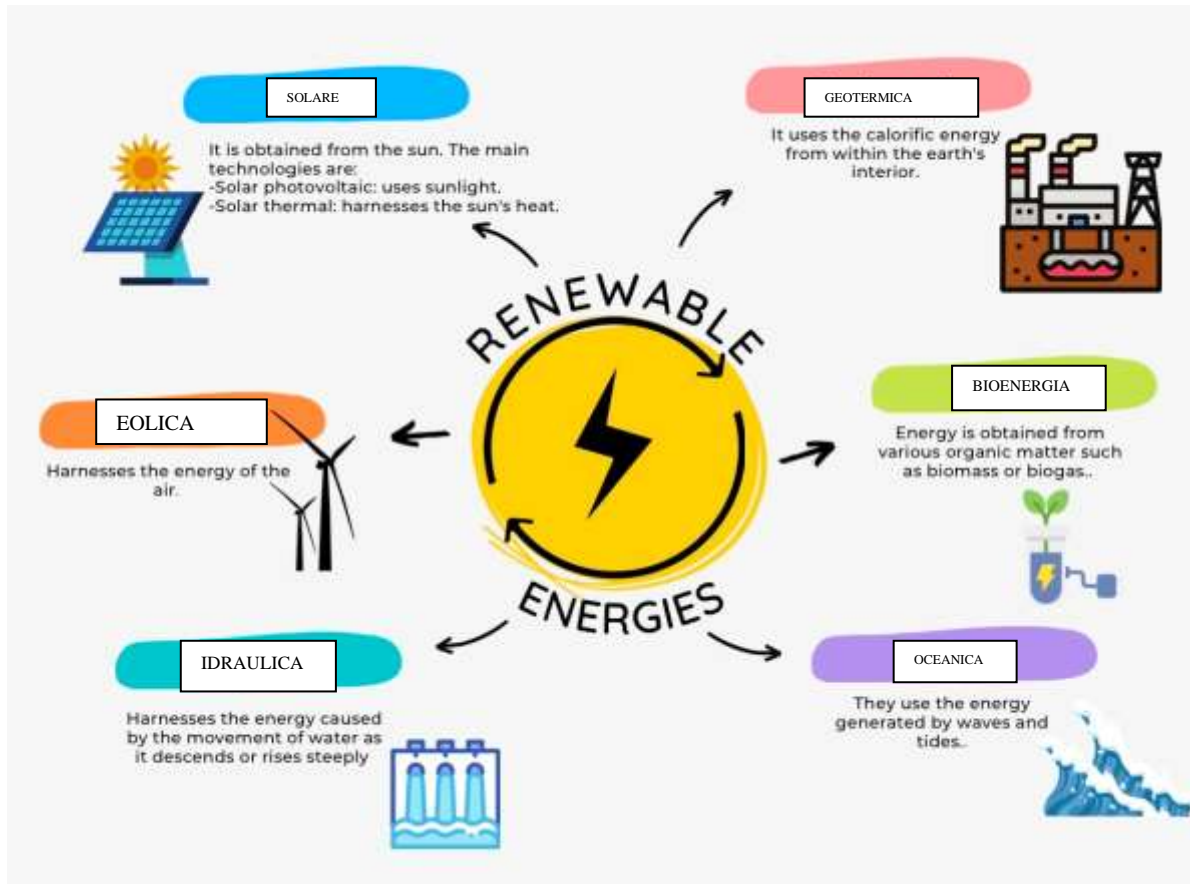 SOLARE
It is obtained from the sun. The main
technologies are:
-Solar photovoltaic: uses sunlight.
-Solar thermal: harnesses the sun's heat.
GEOTERMICA
It uses the calorific energy
from within the earth's
interior.
RENEWABLE
ENERGIES
EOLICA
Harnesses the energy of the
air.
BIOENERGIA
Energy is obtained from
various organic matter such
as biomass or biogas..
IDRAULICA
Harnesses the energy caused
by the movement of water as
it descends or rises steeply
OCEANICA
They use the energy
generated by waves and
tides..